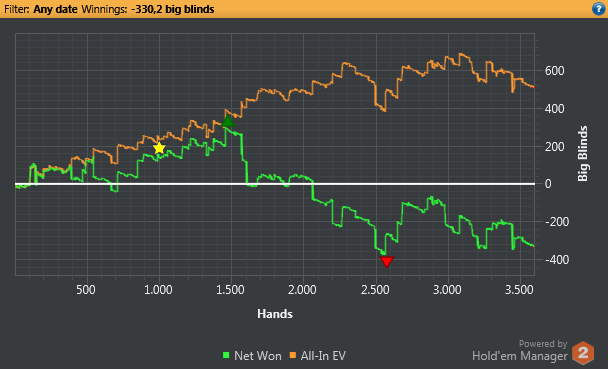 Filter: Any date Winnings: -330,2 big blinds ?
600
400
200
0
-200
-400
Big Blinds
500 1.000 1.500 2.000 2.500 3.000 3.500
Hands
Powered by
Net Won All-In EV Hold'em Manager 2